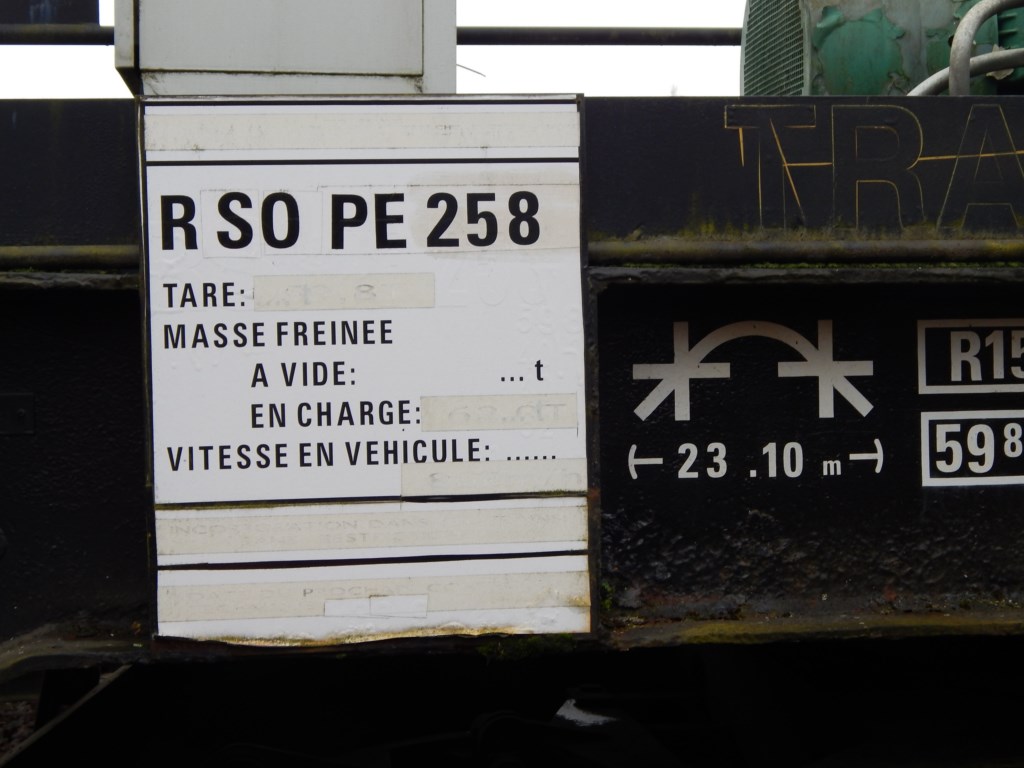 R SO PE 258
TARE:
MASSE FREINEE
A VIDE: ... t
EN CHARGE:
VITESSE EN VEHICULE: ......
TRA
R15
23 .10 m
598